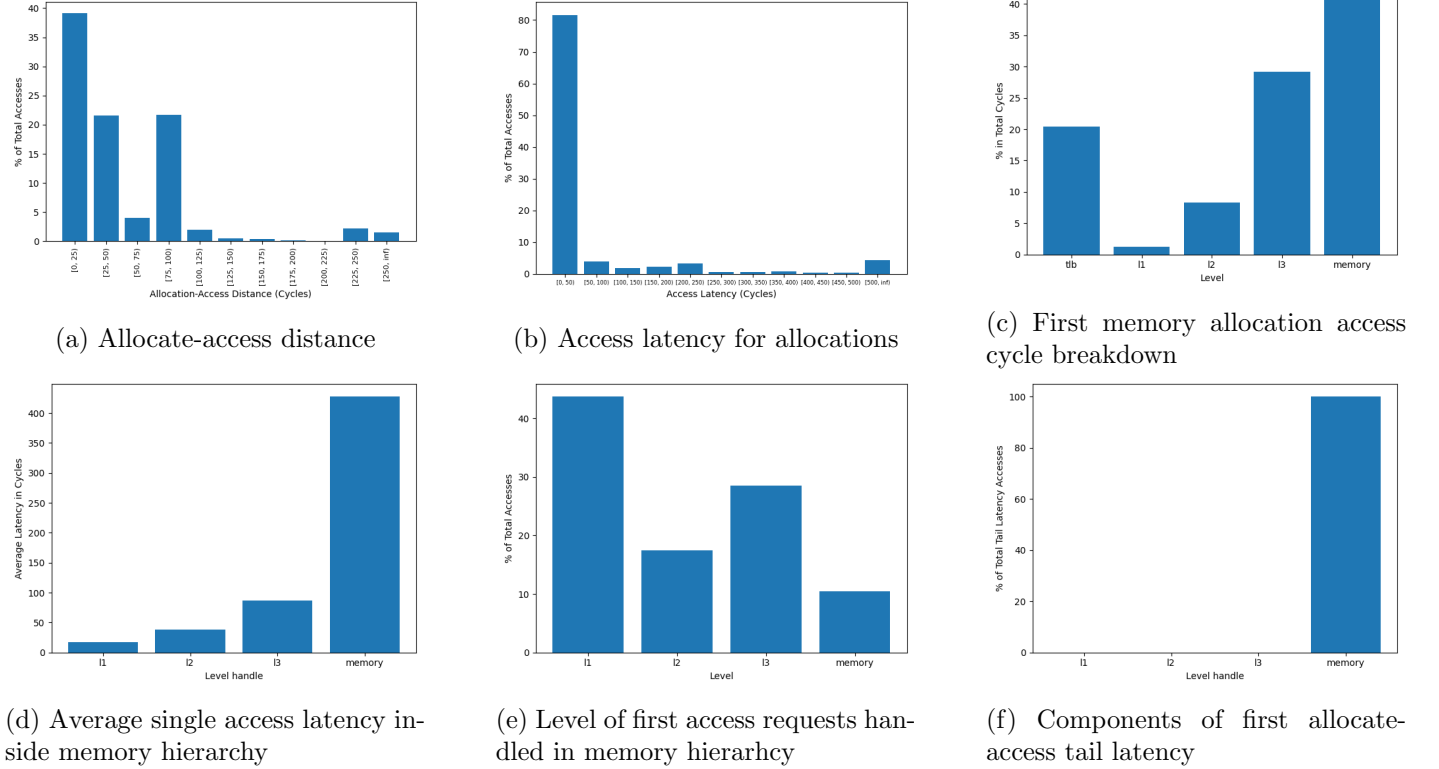 40
35
30
25
20
15
10
5
0
% of Total Accesses
[0, 25)
[25, 50)
[50, 75)
[75, 100)
[100, 125)
[125, 150)
[150, 175)
[175, 200)
[200, 225)
[225, 250)
[250, inf)
Allocation-Access Distance (Cycles)
(a) Allocate-access distance
80
70
60
50
40
30
20
10
0
% of Total Accesses
[0, 50)
[50, 100)
[100, 150)
[150, 200)
[200, 250)
[250, 300)
[300, 350)
[350, 400)
[400, 450)
[450, 500)
[500, inf)
Access Latency (Cycles)
(b) Access latency for allocations
40
35
30
25
20
15
10
5
0
% in Total Cycles
tlb
l1
l2
l3
memory
Level
(c) First memory allocation access
cycle breakdown
400
350
300
250
200
150
100
50
0
Average Latency in Cycles
l1
l2
l3
memory
Level handle
(d) Average single access latency in-
side memory hierarchy
40
30
20
10
0
% of Total Accesses
l1
l2
l3
memory
Level
(e) Level of first access requests han-
dled in memory hierarhcy
100
80
60
40
20
0
% of Total Tail Latency Accesses
l1
l2
l3
memory
Level handle
(f) Components of first allocate-
access tail latency